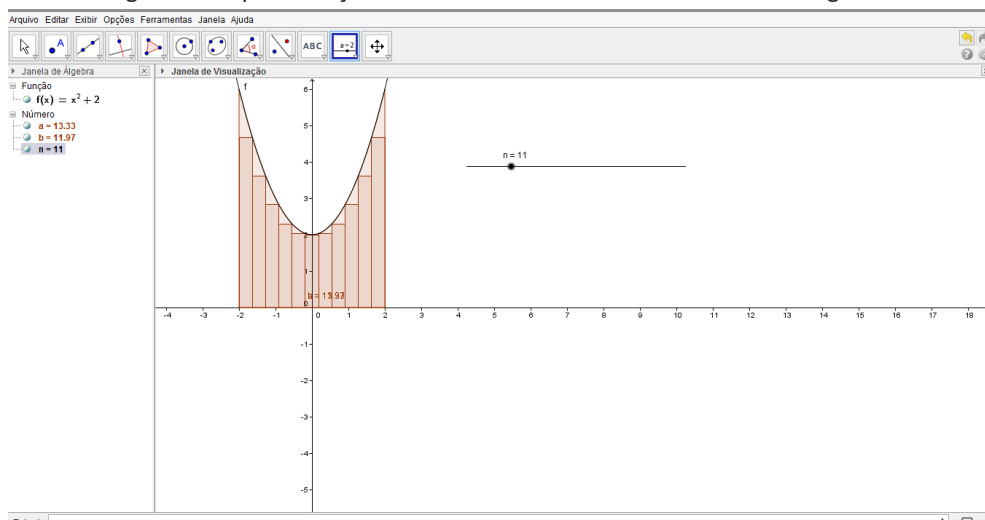 Arquivo Editar Exibir Opções Ferramentas Janela Ajuda
A
ABC
a=2
Janela de Álgebra
Janela de Visualização
Função
f(x) = x² + 2
Número
a = 13.33
b = 11.97
n = 11
f
n = 11
6
5
4
3
2
1
0
-4 -3 -2 -1 0 1 2 3 4 5 6 7 8 9 10 11 12 13 14 15 16 17 18
-1
-2
-3
-4
-5